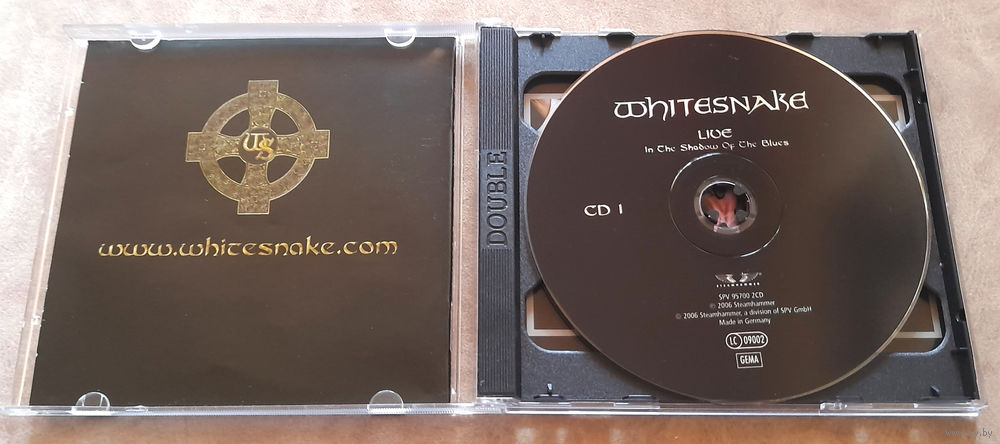 WS
www.whitesnake.com
DOUBLE
WHITESNAKE
LIVE
In The Shadow Of The Blues
CD 1
STEAMHAMMER
SPV 95700 2CD
℗ 2006 Steamhammer
© 2006 Steamhammer, a division of SPV GmbH
Made in Germany
LC 09002
GEMA